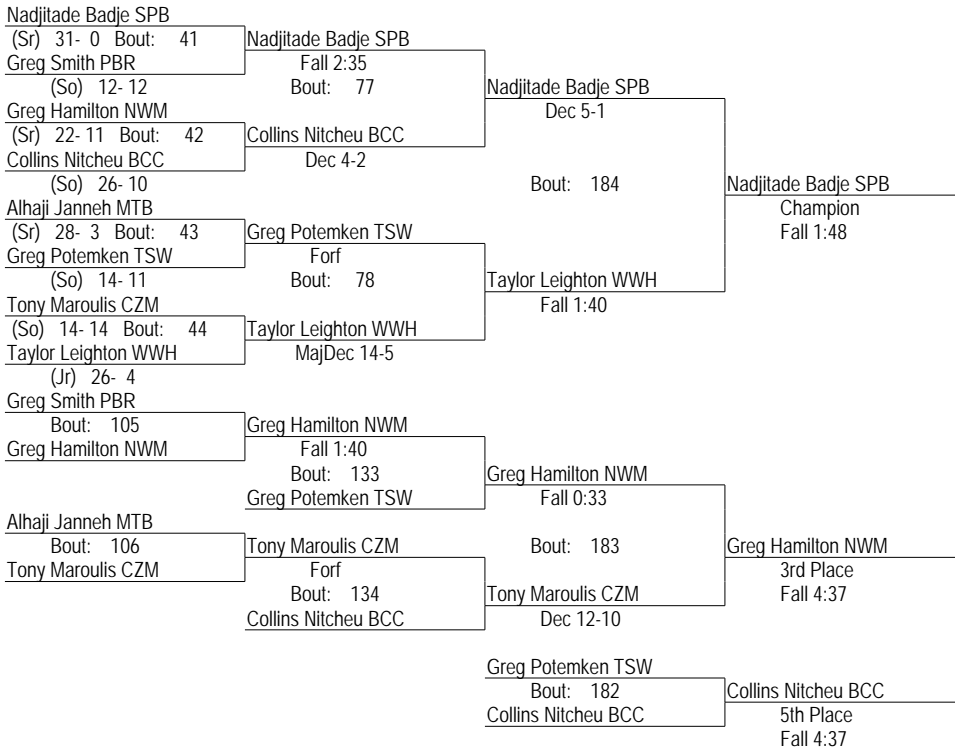 Nadjitade Badje SPB
(Sr) 31- 0 Bout: 41
Greg Smith PBR
(So) 12- 12
Greg Hamilton NWM
(Sr) 22- 11 Bout: 42
Collins Nitcheu BCC
(So) 26- 10
Alhaji Janneh MTB
(Sr) 28- 3 Bout: 43
Greg Potemken TSW
(So) 14- 11
Tony Maroulis CZM
(So) 14- 14 Bout: 44
Taylor Leighton WWH
(Jr) 26- 4
Nadjitade Badje SPB
Fall 2:35
Bout: 77
Collins Nitcheu BCC
Dec 4-2
Greg Potemken TSW
Forf
Bout: 78
Taylor Leighton WWH
MajDec 14-5
Nadjitade Badje SPB
Dec 5-1
Bout: 184
Taylor Leighton WWH
Fall 1:40
Nadjitade Badje SPB
Champion
Fall 1:48
Greg Smith PBR
Bout: 105
Greg Hamilton NWM
Alhaji Janneh MTB
Bout: 106
Tony Maroulis CZM
Greg Hamilton NWM
Fall 1:40
Bout: 133
Greg Potemken TSW
Tony Maroulis CZM
Forf
Bout: 134
Collins Nitcheu BCC
Greg Hamilton NWM
Fall 0:33
Bout: 183
Tony Maroulis CZM
Dec 12-10
Greg Hamilton NWM
3rd Place
Fall 4:37
Greg Potemken TSW
Bout: 182
Collins Nitcheu BCC
Collins Nitcheu BCC
5th Place
Fall 4:37